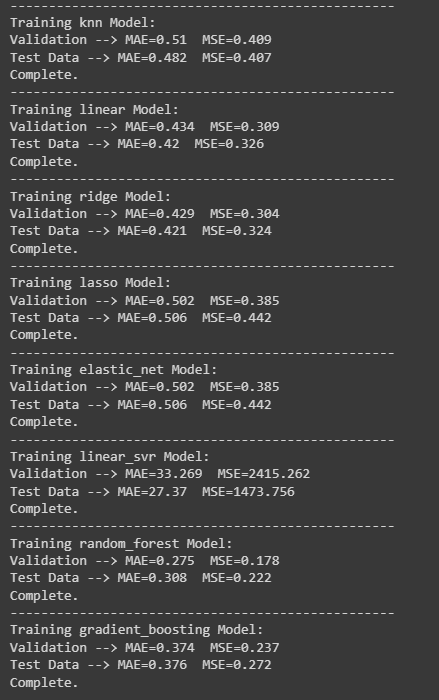 --------------------------------------------------
Training knn Model:
Validation --> MAE=0.51  MSE=0.409
Test Data --> MAE=0.482  MSE=0.407
Complete.
--------------------------------------------------
Training linear Model:
Validation --> MAE=0.434  MSE=0.309
Test Data --> MAE=0.42  MSE=0.326
Complete.
--------------------------------------------------
Training ridge Model:
Validation --> MAE=0.429  MSE=0.304
Test Data --> MAE=0.421  MSE=0.324
Complete.
--------------------------------------------------
Training lasso Model:
Validation --> MAE=0.502  MSE=0.385
Test Data --> MAE=0.506  MSE=0.442
Complete.
--------------------------------------------------
Training elastic_net Model:
Validation --> MAE=0.502  MSE=0.385
Test Data --> MAE=0.506  MSE=0.442
Complete.
--------------------------------------------------
Training linear_svr Model:
Validation --> MAE=33.269  MSE=2415.262
Test Data --> MAE=27.37  MSE=1473.756
Complete.
--------------------------------------------------
Training random_forest Model:
Validation --> MAE=0.275  MSE=0.178
Test Data --> MAE=0.308  MSE=0.222
Complete.
--------------------------------------------------
Training gradient_boosting Model:
Validation --> MAE=0.374  MSE=0.237
Test Data --> MAE=0.376  MSE=0.272
Complete.